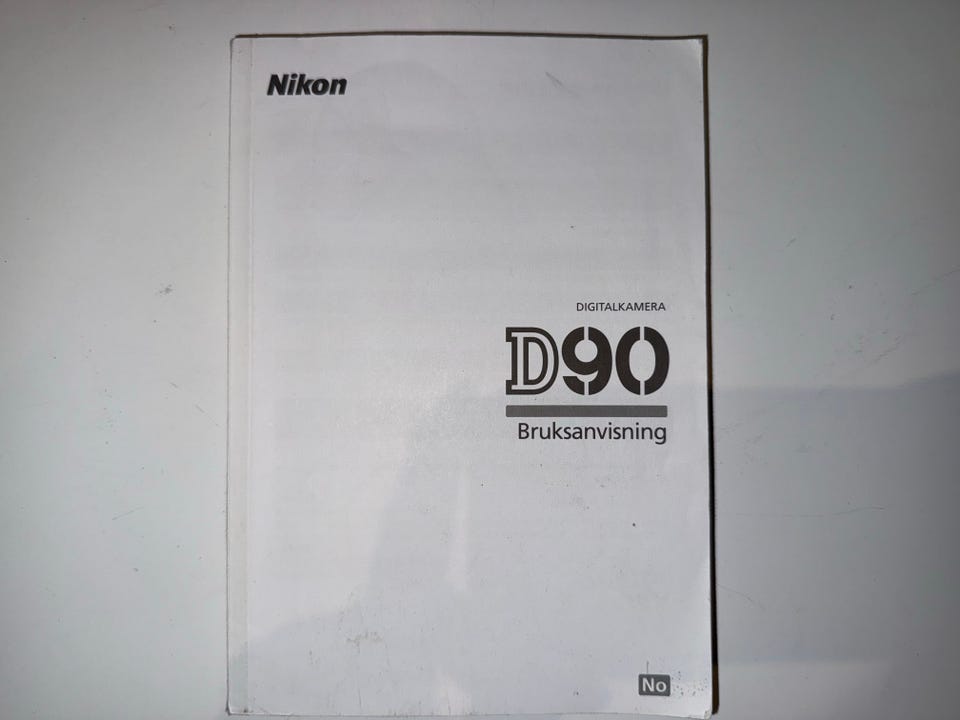 Nikon
DIGITALKAMERA
D90
Bruksanvisning
No